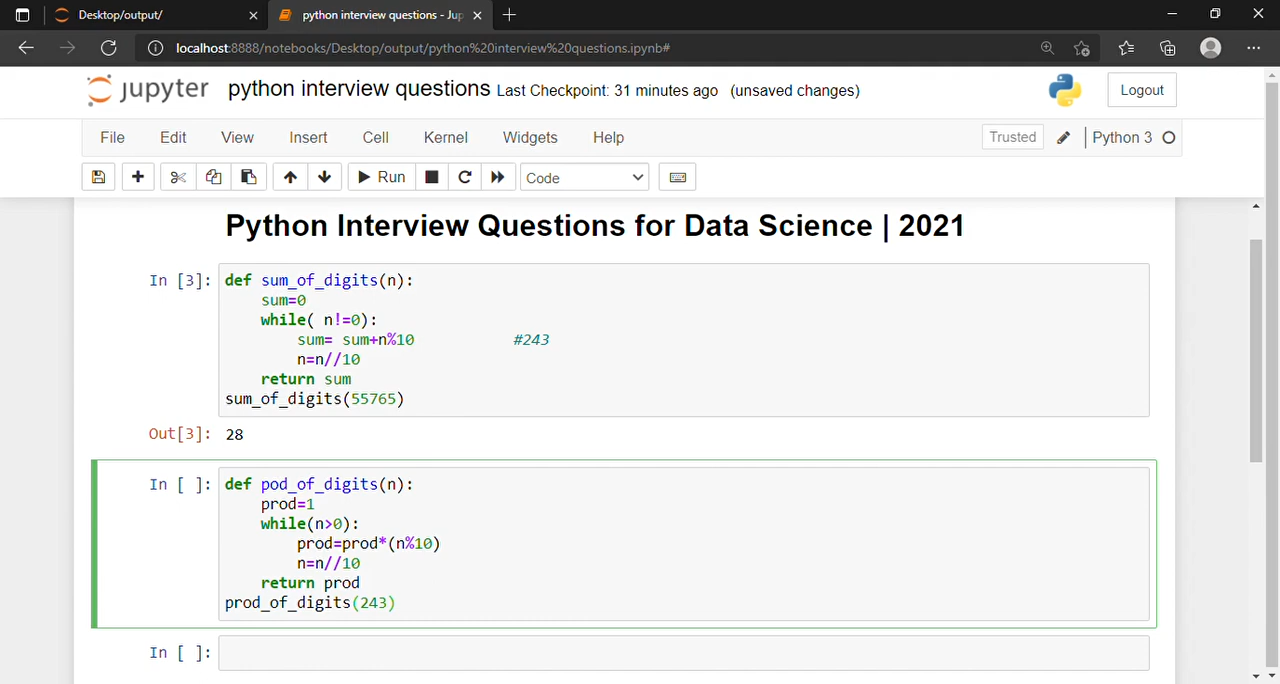 Desktop/output/
python interview questions - Jup
localhost:8888/notebooks/Desktop/output/python%20interview%20questions.ipynb#
jupyter python interview questions Last Checkpoint: 31 minutes ago (unsaved changes)
Logout
File Edit View Insert Cell Kernel Widgets Help
Trusted
Python 3
Run
Code
Python Interview Questions for Data Science | 2021
In [3]: def sum_of_digits(n):
    sum=0
    while( n!=0):
        sum= sum+n%10           #243
        n=n//10
    return sum
sum_of_digits(55765)
Out[3]: 28
In [ ]: def pod_of_digits(n):
    prod=1
    while(n>0):
        prod=prod*(n%10)
        n=n//10
    return prod
prod_of_digits(243)
In [ ]: